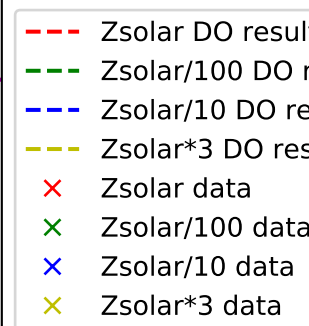 Zsolar DO resul
Zsolar/100 DO
Zsolar/10 DO re
Zsolar*3 DO res
Zsolar data
Zsolar/100 data
Zsolar/10 data
Zsolar*3 data